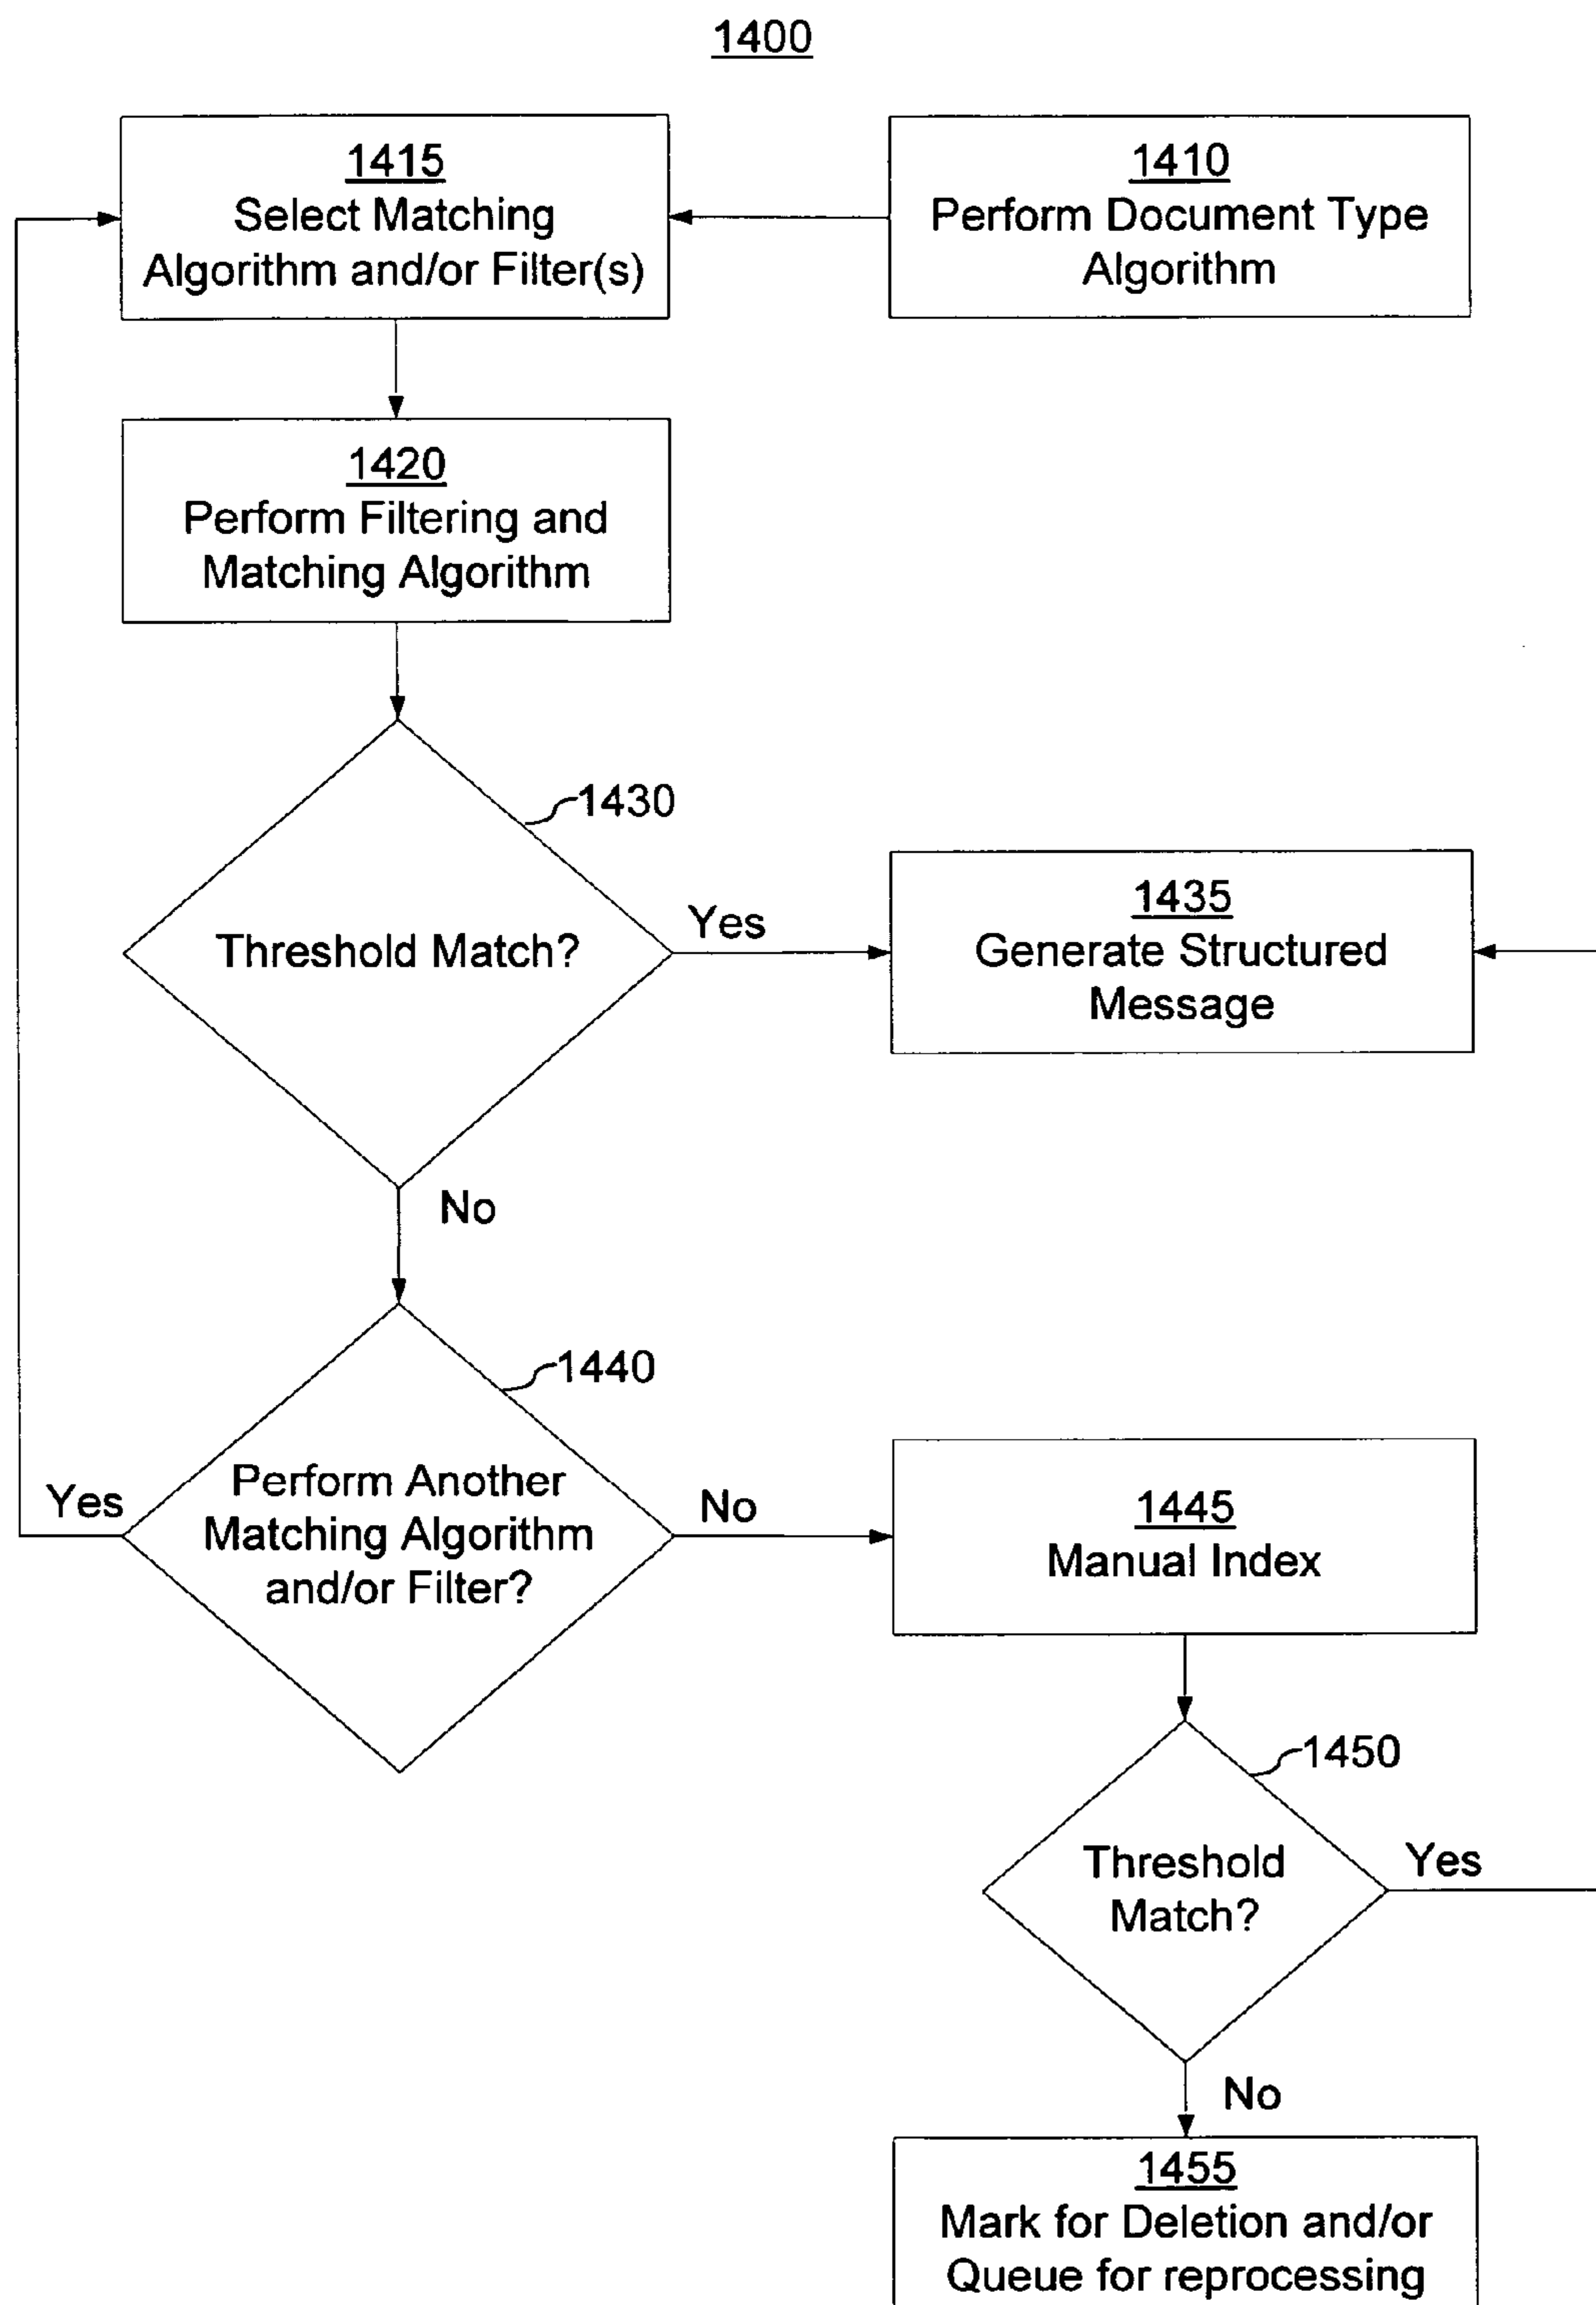 1400
1415
Select Matching
Algorithm and/or Filter(s)
1410
Perform Document Type
Algorithm
1420
Perform Filtering and
Matching Algorithm
1430
Threshold Match?
Yes
1435
Generate Structured
Message
No
1440
Perform Another
Matching Algorithm
and/or Filter?
Yes
No
1445
Manual Index
1450
Threshold
Match?
Yes
No
1455
Mark for Deletion and/or
Queue for reprocessing